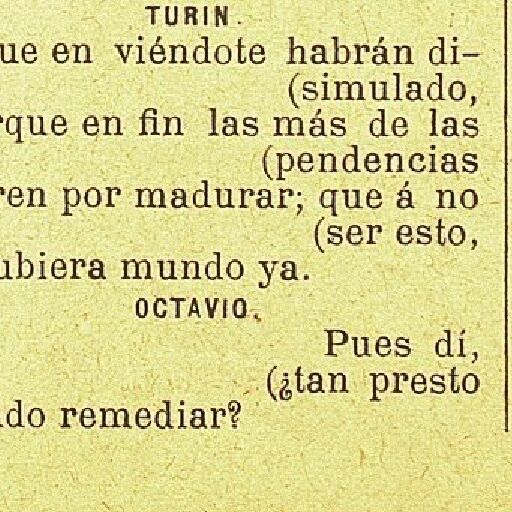 TURIN.
ue en viéndote habrán di-
(simulado,
rque en fin las más de las
(pendencias
ren por madurar; que á no
(ser esto,
ubiera mundo ya.
OCTAVIO.
Pues dí,
(¿tan presto
do remediar?